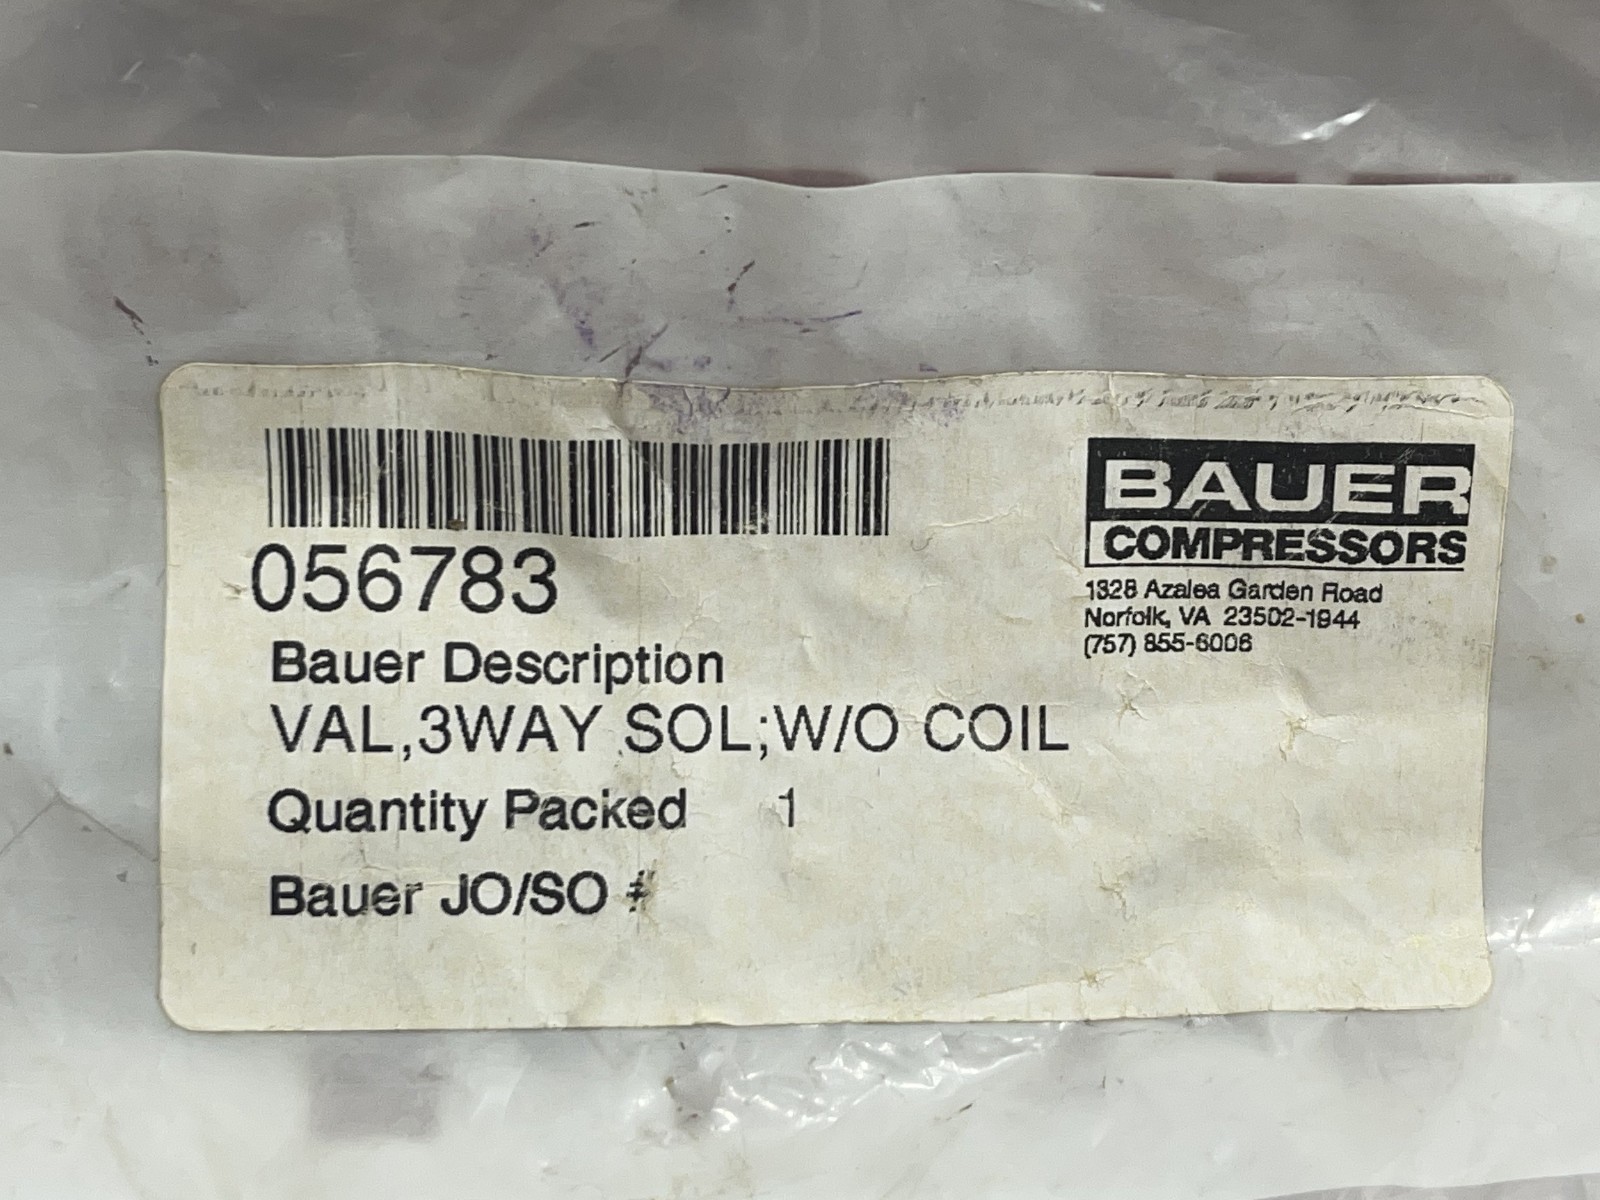 056783
Bauer Description
VAL,3WAY SOL;W/O COIL
Quantity Packed 1
Bauer JO/SO #
BAUER
COMPRESSORS
1328 Azalea Garden Road
Norfolk, VA 23502-1944
(757) 855-6006